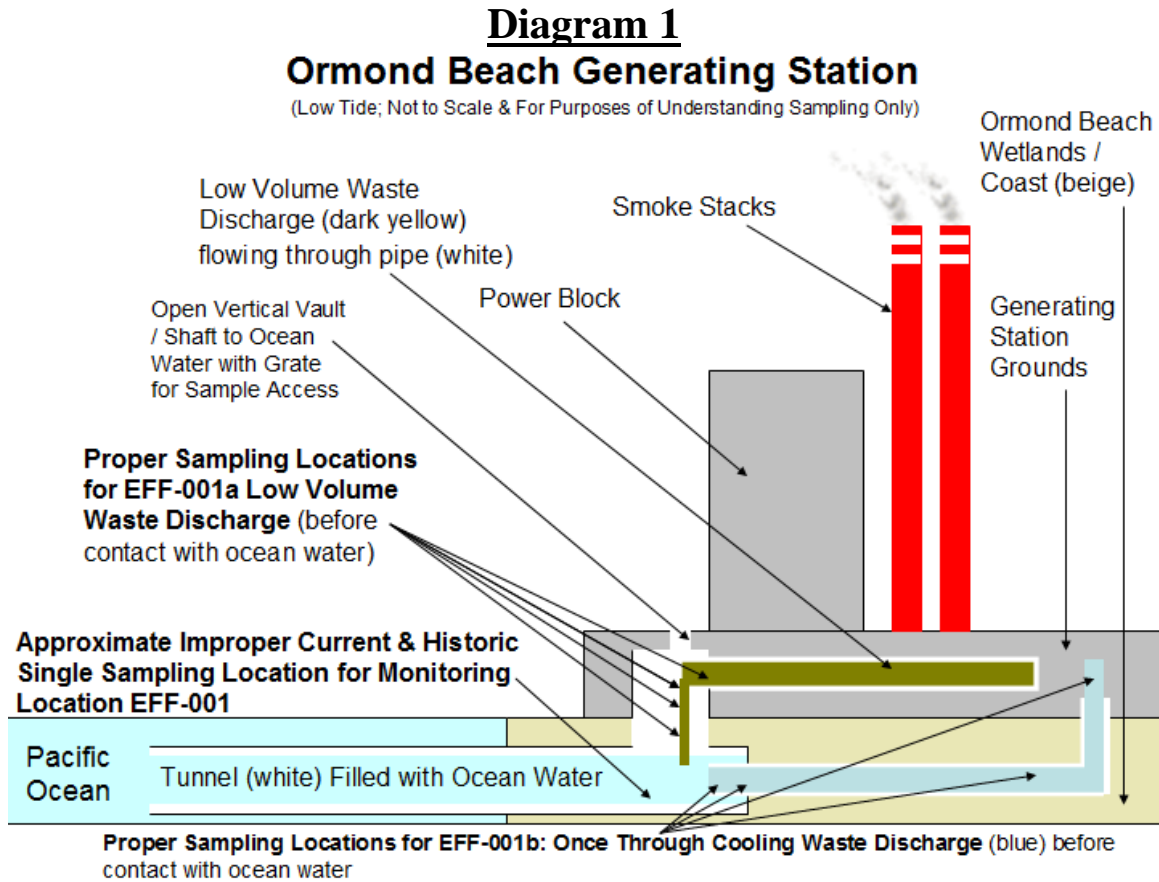 Diagram 1
Ormond Beach Generating Station
(Low Tide; Not to Scale & For Purposes of Understanding Sampling Only)
Ormond Beach
Wetlands /
Coast (beige)
Low Volume Waste
Discharge (dark yellow)
flowing through pipe (white)
Smoke Stacks
Open Vertical Vault
/ Shaft to Ocean
Water with Grate
for Sample Access
Power Block
Generating
Station
Grounds
Proper Sampling Locations
for EFF-001a Low Volume
Waste Discharge (before
contact with ocean water)
Approximate Improper Current & Historic
Single Sampling Location for Monitoring
Location EFF-001
Pacific
Ocean
Tunnel (white) Filled with Ocean Water
Proper Sampling Locations for EFF-001b: Once Through Cooling Waste Discharge (blue) before
contact with ocean water